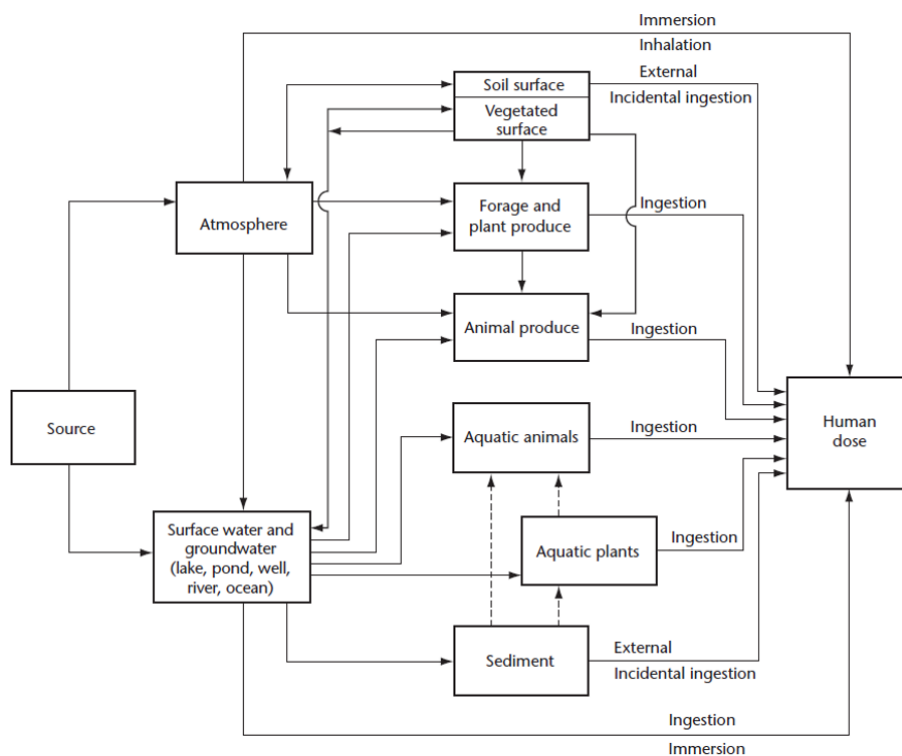 Immersion
Inhalation
Soil surface
External
Incidental ingestion
Vegetated
surface
Atmosphere
Forage and
plant produce
Ingestion
Animal produce
Ingestion
Source
Aquatic animals
Ingestion
Human
dose
Surface water and
groundwater
(lake, pond, well,
river, ocean)
Aquatic plants
Ingestion
Sediment
External
Incidental ingestion
Ingestion
Immersion